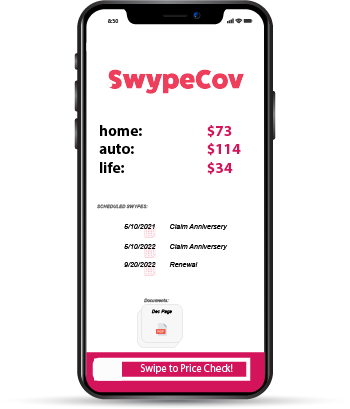 8:50
SwypeCov
home: $73
auto: $114
life: $34
SCHEDULED SWYPES:
5/10/2021 Claim Anniversery
5/10/2022 Claim Anniversery
9/20/2022 Renewal
Documents:
Dec Page
Swipe to Price Check!